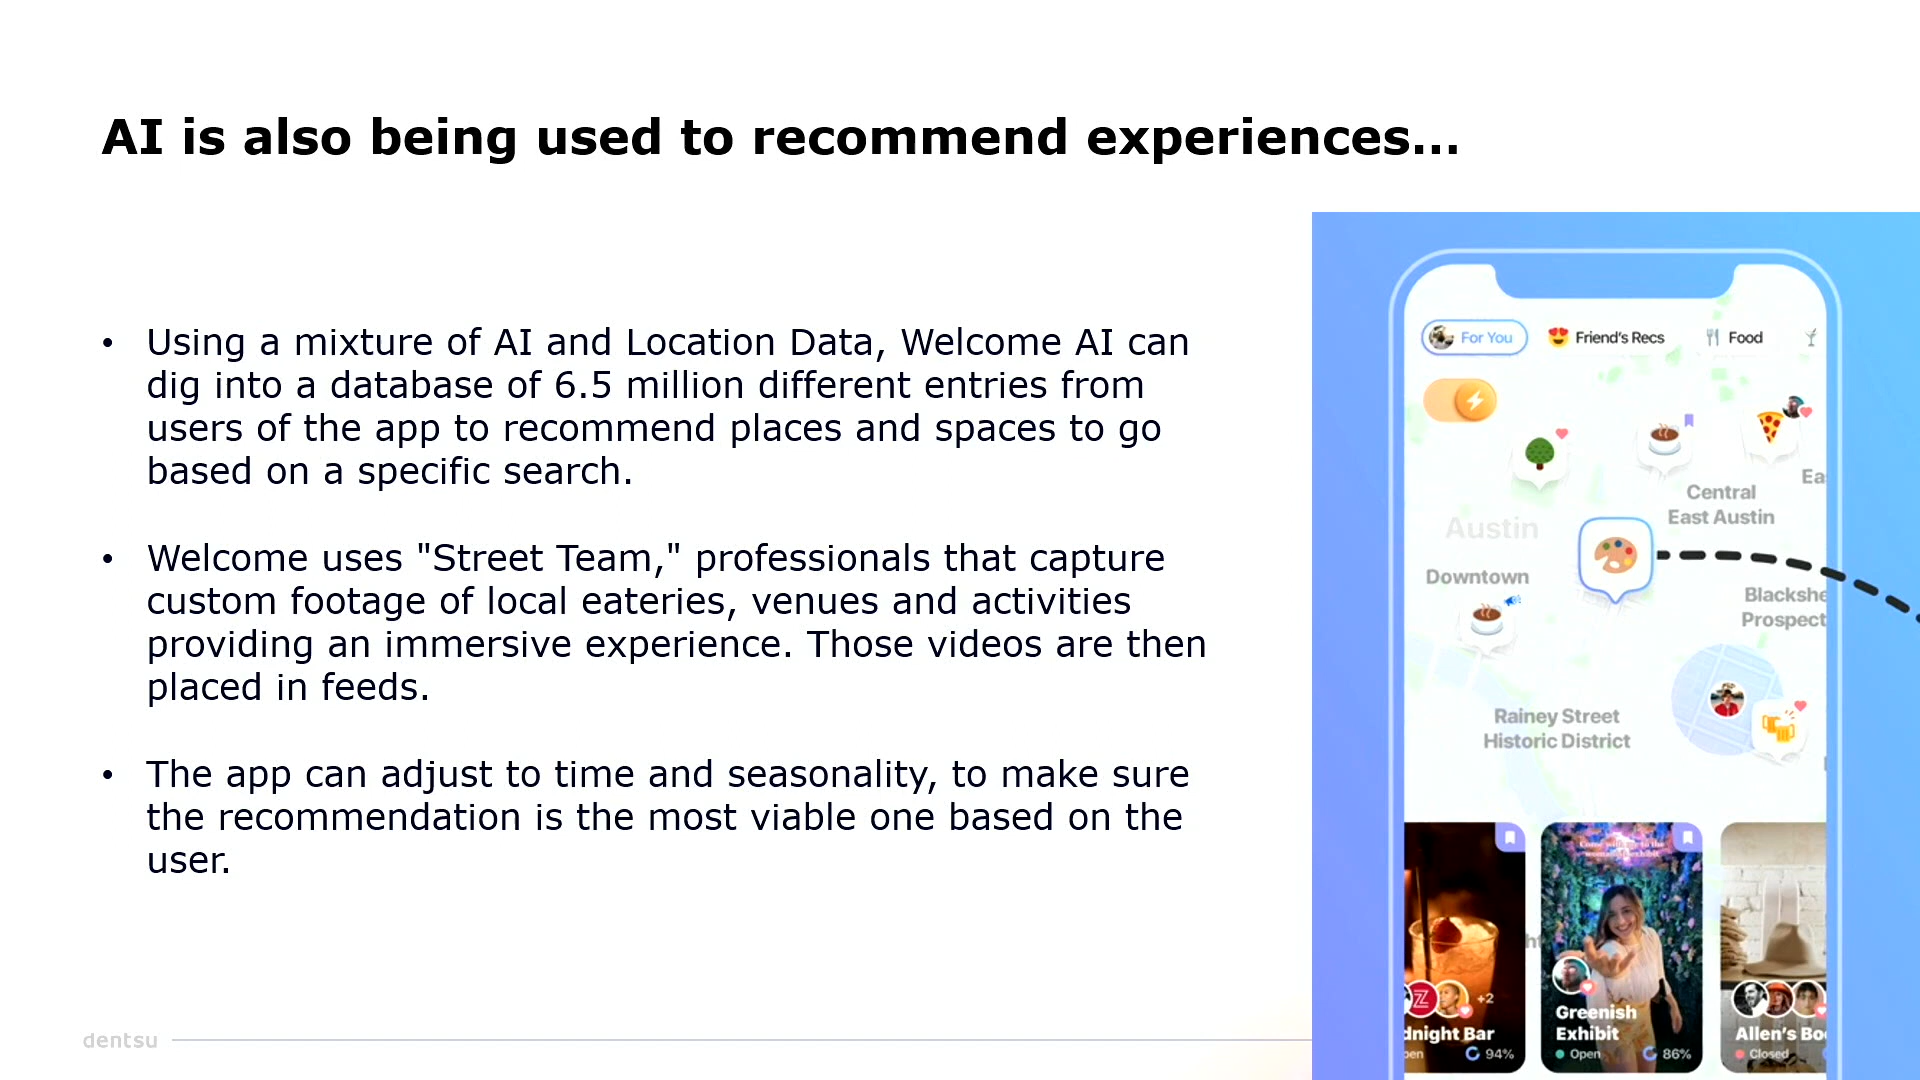 AI is also being used to recommend experiences...
• Using a mixture of AI and Location Data, Welcome AI can
dig into a database of 6.5 million different entries from
users of the app to recommend places and spaces to go
based on a specific search.
• Welcome uses "Street Team," professionals that capture
custom footage of local eateries, venues and activities
providing an immersive experience. Those videos are then
placed in feeds.
• The app can adjust to time and seasonality, to make sure
the recommendation is the most viable one based on the
user.
For You
Friend's Recs
Food
Ea
Central
East Austin
Austin
Downtown
Blackshe
Prospect
Rainey Street
Historic District
+2
dnight Bar
pen
94%
Greenish
Exhibit
Open
86%
Allen's Bo
Closed
dentsu